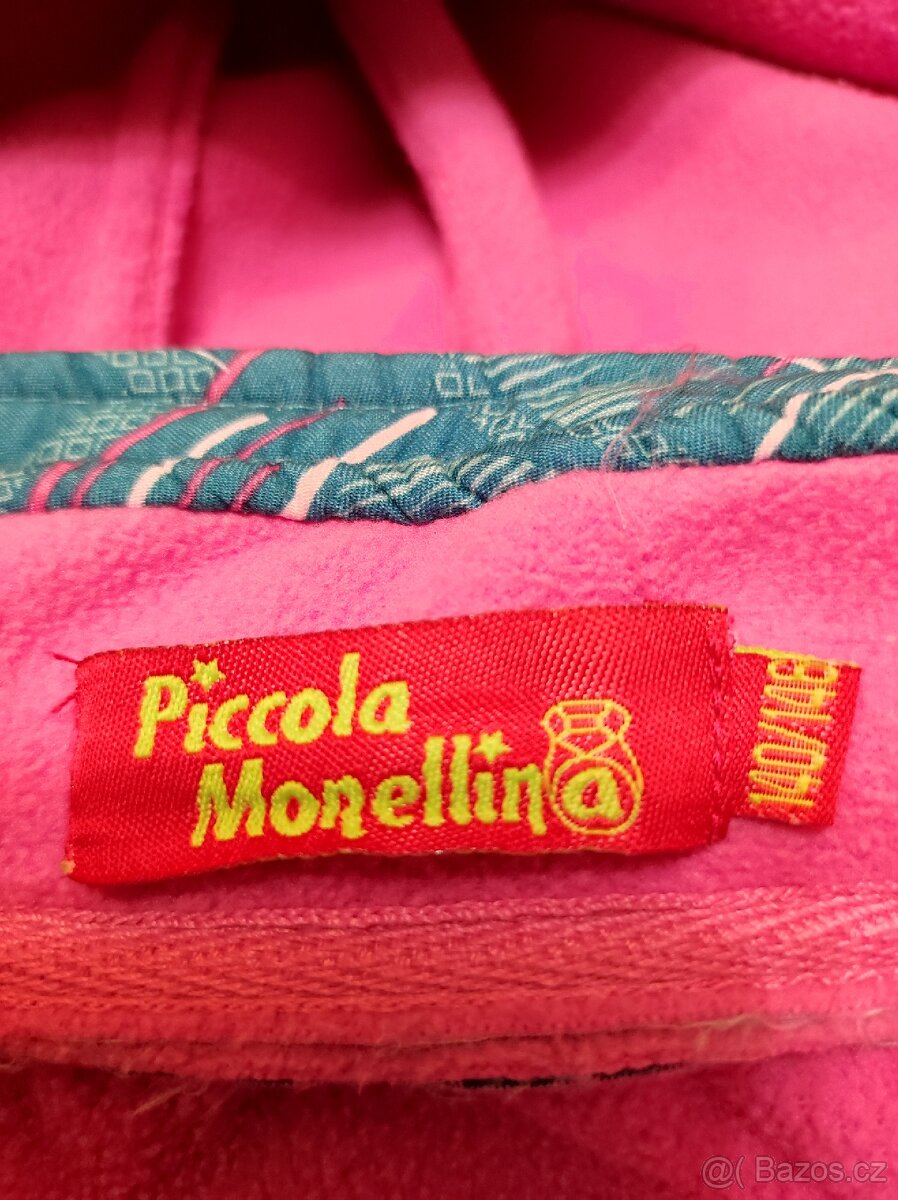 Piccola
Monellina
140/146
@( Bazos.cz